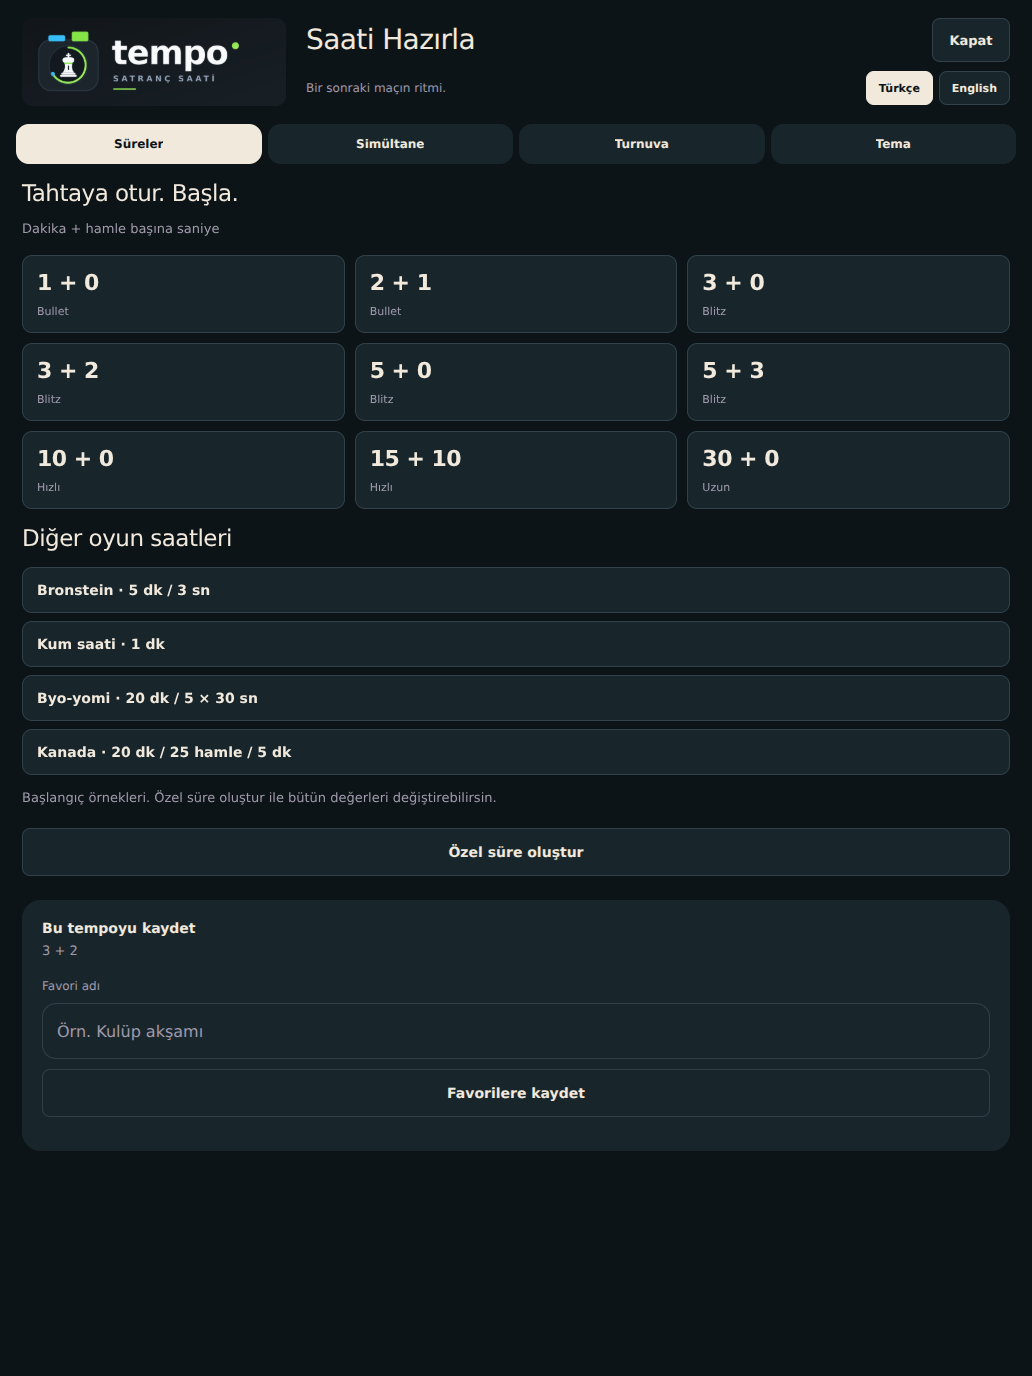 tempo
SATRANÇ SAATİ
Saati Hazırla
Bir sonraki maçın ritmi.
Kapat
Türkçe
English
Süreler
Simültane
Turnuva
Tema
Tahtaya otur. Başla.
Dakika + hamle başına saniye
1 + 0
Bullet
2 + 1
Bullet
3 + 0
Blitz
3 + 2
Blitz
5 + 0
Blitz
5 + 3
Blitz
10 + 0
Hızlı
15 + 10
Hızlı
30 + 0
Uzun
Diğer oyun saatleri
Bronstein · 5 dk / 3 sn
Kum saati · 1 dk
Byo-yomi · 20 dk / 5 × 30 sn
Kanada · 20 dk / 25 hamle / 5 dk
Başlangıç örnekleri. Özel süre oluştur ile bütün değerleri değiştirebilirsin.
Özel süre oluştur
Bu tempoyu kaydet
3 + 2
Favori adı
Örn. Kulüp akşamı
Favorilere kaydet